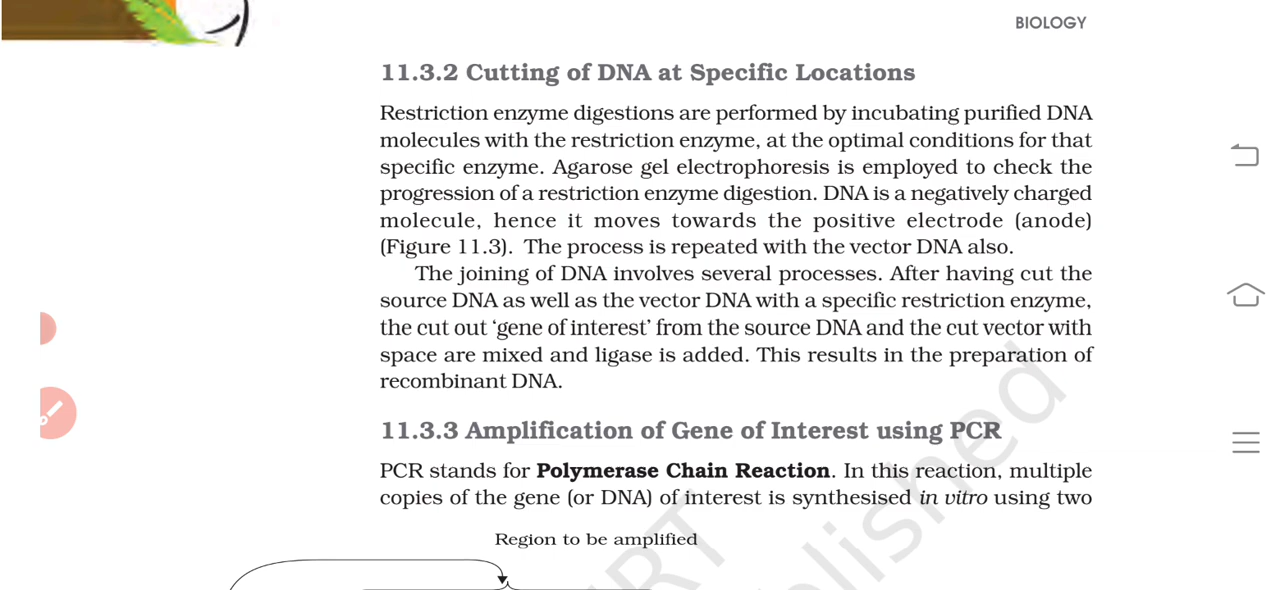 BIOLOGY
11.3.2 Cutting of DNA at Specific Locations
Restriction enzyme digestions are performed by incubating purified DNA
molecules with the restriction enzyme, at the optimal conditions for that
specific enzyme. Agarose gel electrophoresis is employed to check the
progression of a restriction enzyme digestion. DNA is a negatively charged
molecule, hence it moves towards the positive electrode (anode)
(Figure 11.3). The process is repeated with the vector DNA also.
The joining of DNA involves several processes. After having cut the
source DNA as well as the vector DNA with a specific restriction enzyme,
the cut out ‘gene of interest’ from the source DNA and the cut vector with
space are mixed and ligase is added. This results in the preparation of
recombinant DNA.
11.3.3 Amplification of Gene of Interest using PCR
PCR stands for Polymerase Chain Reaction. In this reaction, multiple
copies of the gene (or DNA) of interest is synthesised in vitro using two
Region to be amplified